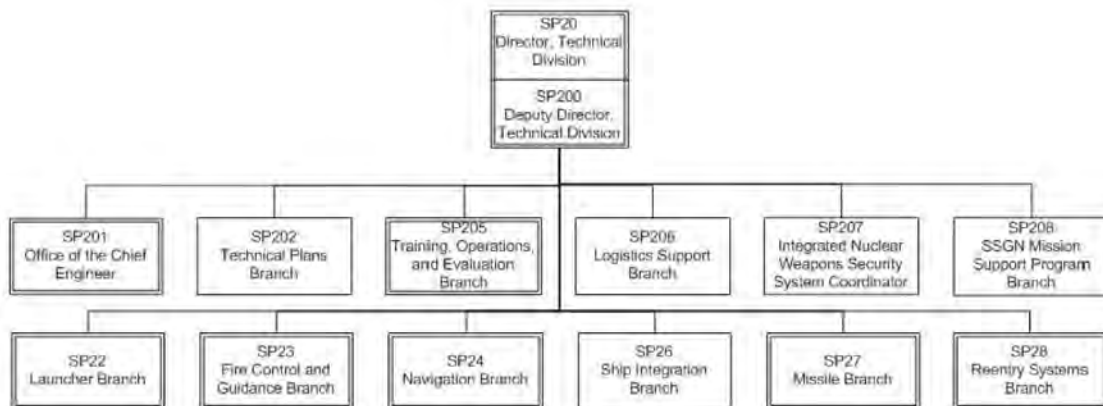 SP20
Director, Technical
Division
SP200
Deputy Director,
Technical Division
SP201
Office of the Chief
Engineer
SP202
Technical Plans
Branch
SP205
Training, Operations,
and Evaluation
Branch
SP206
Logistics Support
Branch
SP207
Integrated Nuclear
Weapons Security
System Coordinator
SP208
SSGN Mission
Support Program
Branch
SP22
Launcher Branch
SP23
Fire Control and
Guidance Branch
SP24
Navigation Branch
SP26
Ship Integration
Branch
SP27
Missile Branch
SP28
Reentry Systems
Branch